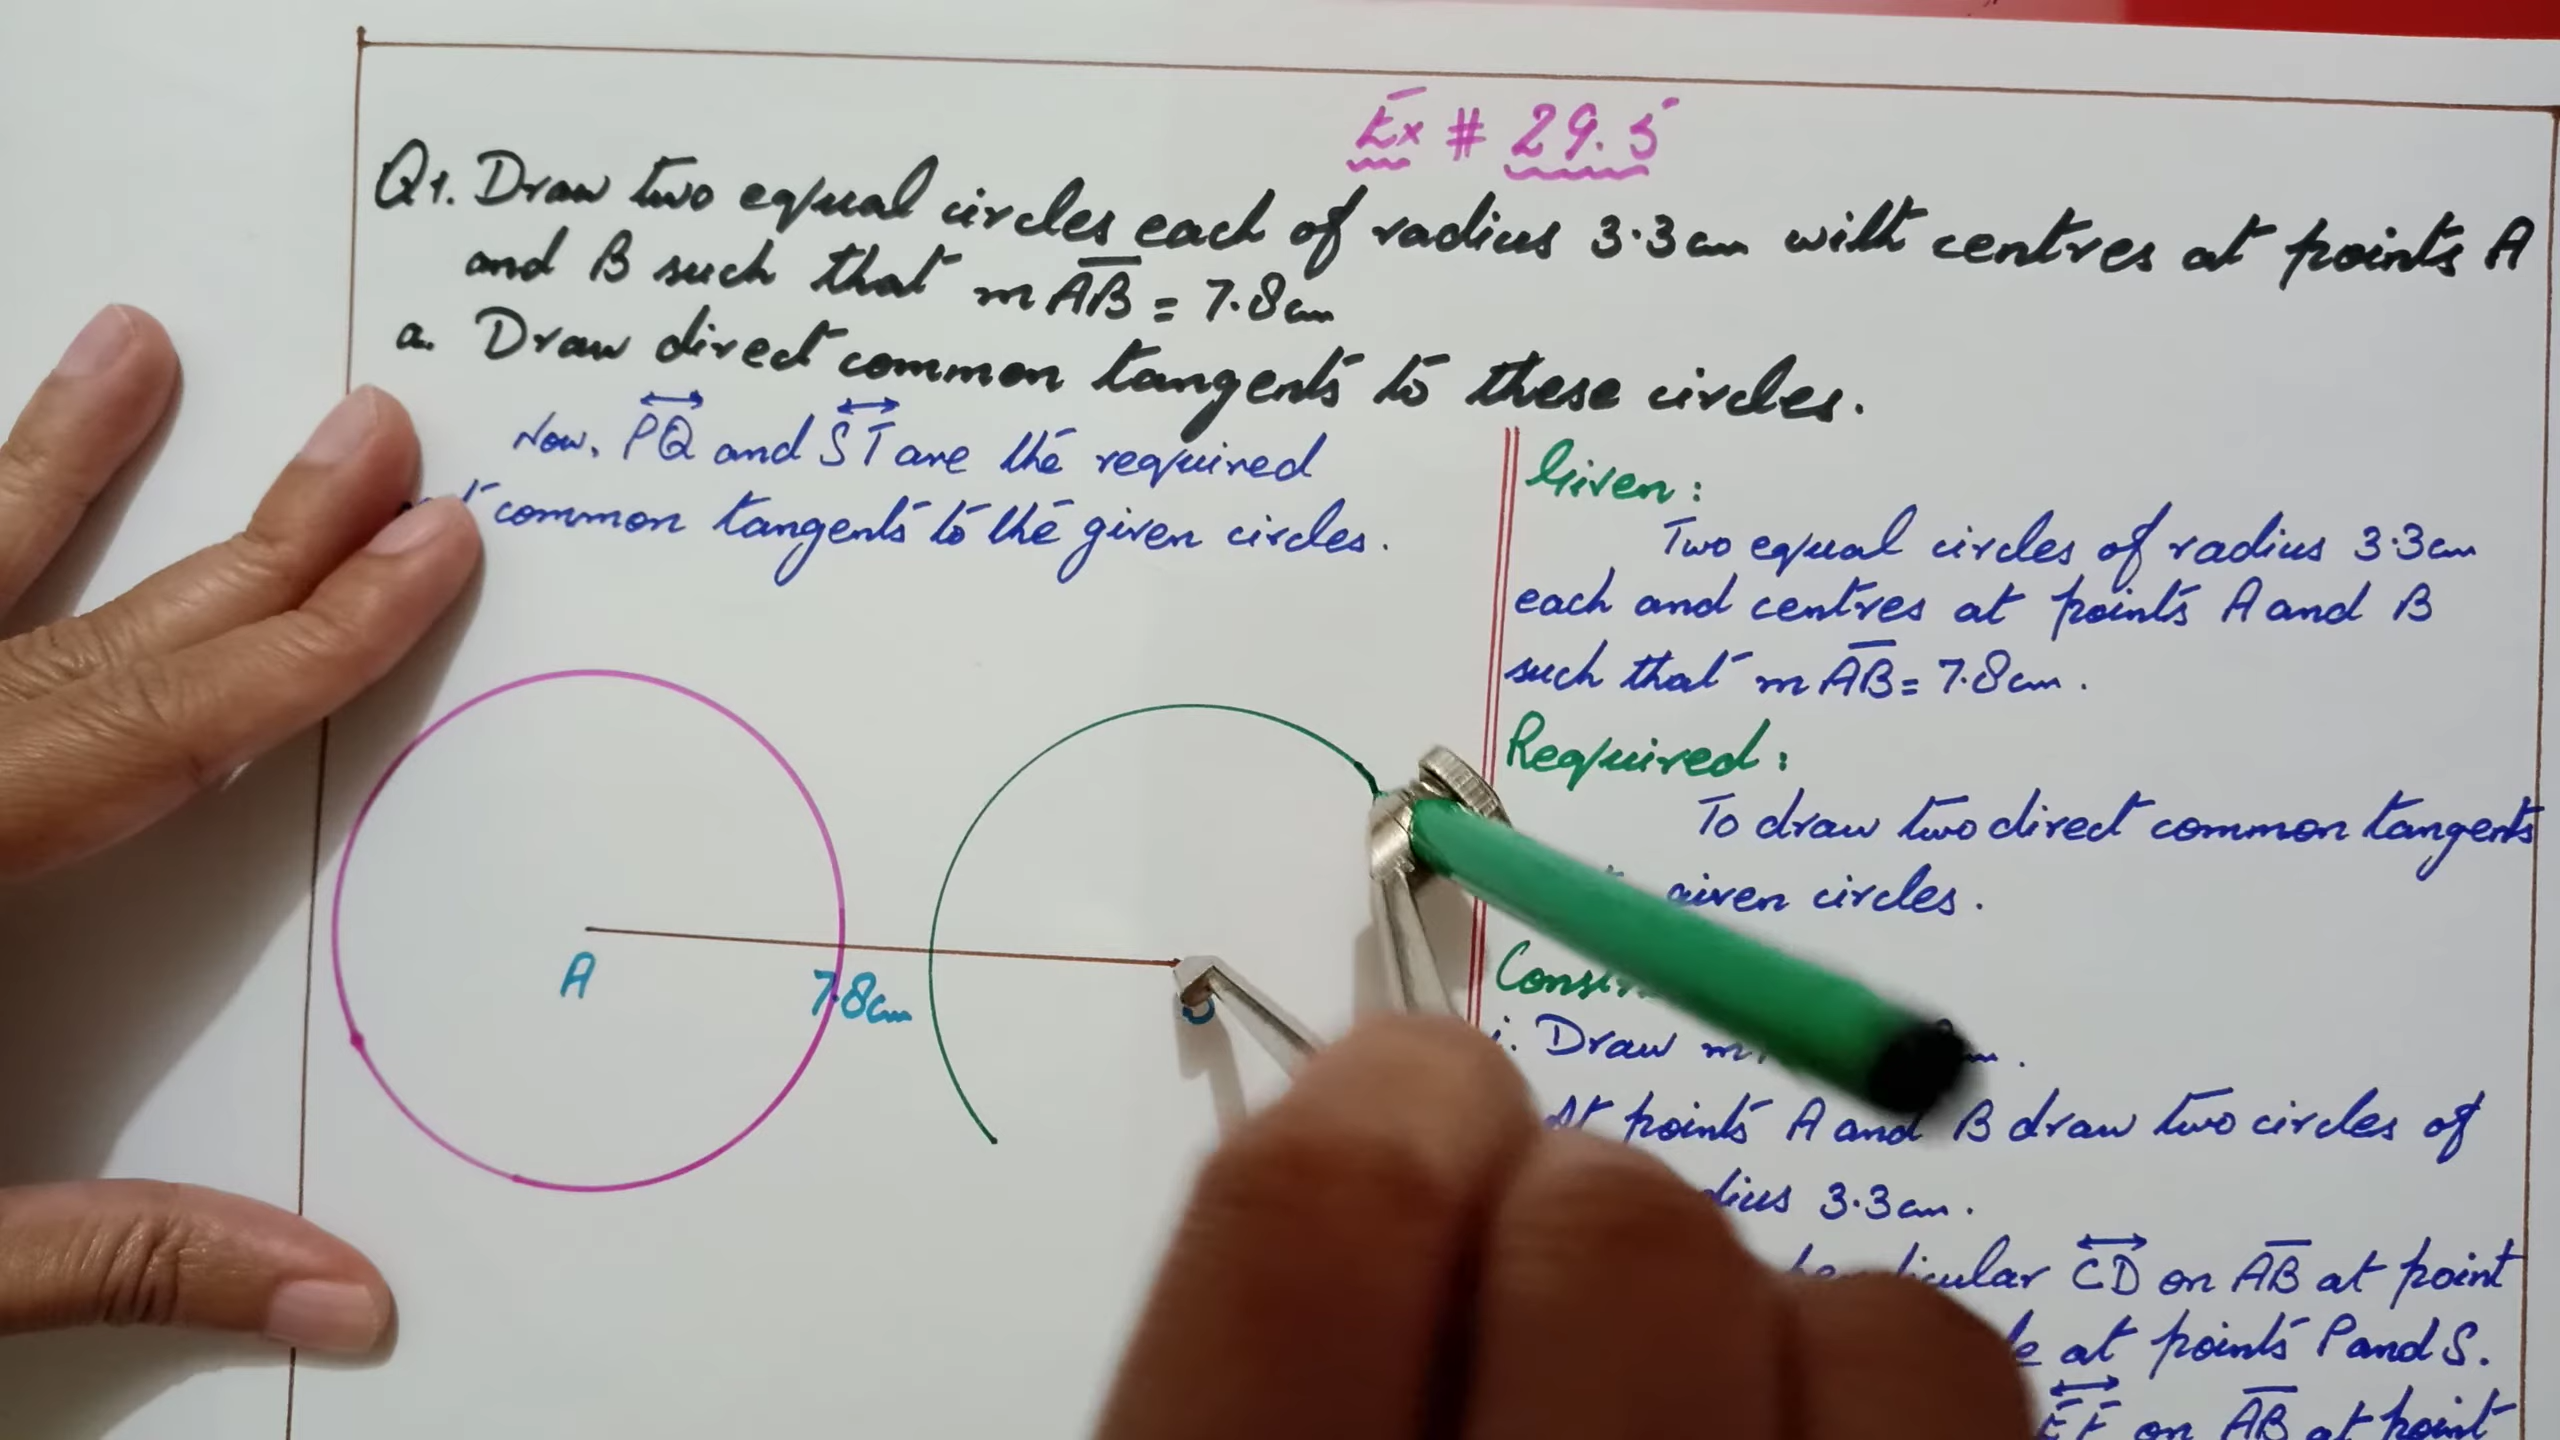 Ex # 29.5
Q1. Draw two equal circles each of radius 3.3cm with centres at points A
and B such that mAB = 7.8cm
a. Draw direct common tangents to these circles.
Now, PQ and ST are the required
common tangents to the given circles.
A
7.8cm
Given:
Two equal circles of radius 3.3cm
each and centres at points A and B
such that mAB = 7.8cm.
Required:
To draw two direct common tangents
given circles.
i. Draw
At points A and B draw two circles of
3.3cm.
CD on AB at point
at points P and S.
EF on AB at point